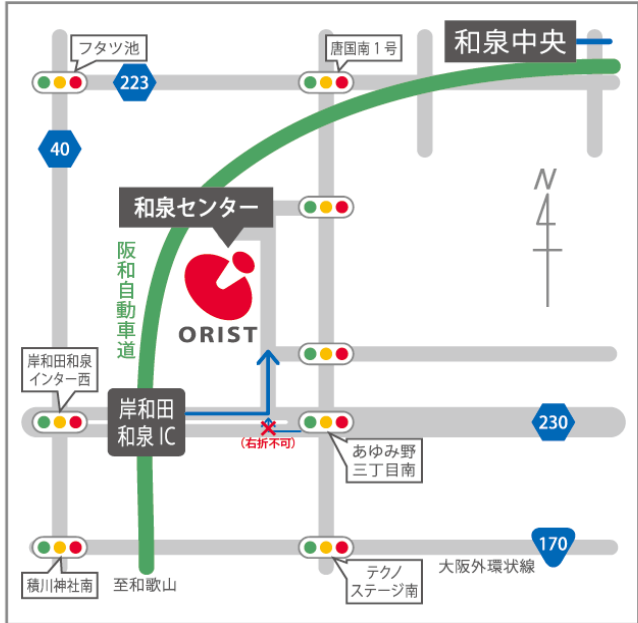 フタツ池
唐国南1号
和泉中央
223
40
N
和泉センター
阪和自動車道
ORIST
岸和田和泉
インター西
岸和田
和泉IC
(右折不可)
あゆみ野
三丁目南
230
170
大阪外環状線
積川神社南
至和歌山
テクノ
ステージ南